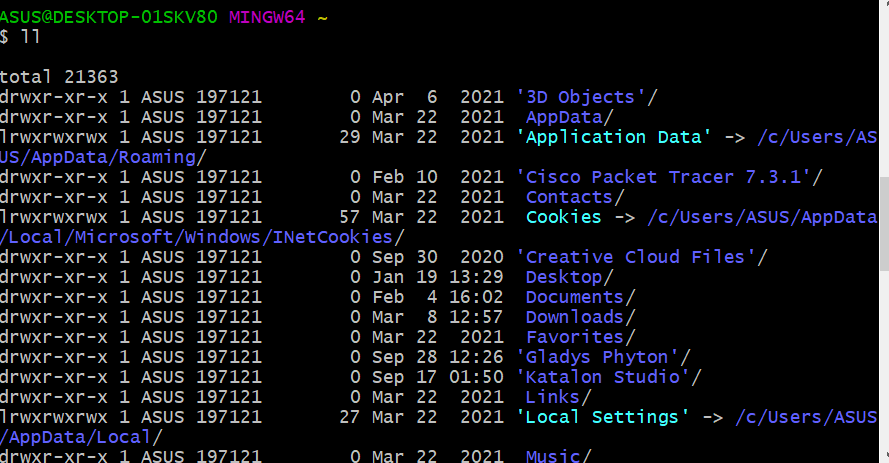 ASUS@DESKTOP-01SKV80 MINGW64 ~
$ ll
total 21363
drwxr-xr-x 1 ASUS 197121        0 Apr  6  2021 '3D Objects'/
drwxr-xr-x 1 ASUS 197121        0 Mar 22  2021  AppData/
lrwxrwxrwx 1 ASUS 197121       29 Mar 22  2021 'Application Data' -> /c/Users/AS
US/AppData/Roaming/
drwxr-xr-x 1 ASUS 197121        0 Feb 10  2021 'Cisco Packet Tracer 7.3.1'/
drwxr-xr-x 1 ASUS 197121        0 Mar 22  2021  Contacts/
lrwxrwxrwx 1 ASUS 197121       57 Mar 22  2021  Cookies -> /c/Users/ASUS/AppData
/Local/Microsoft/Windows/INetCookies/
drwxr-xr-x 1 ASUS 197121        0 Sep 30  2020 'Creative Cloud Files'/
drwxr-xr-x 1 ASUS 197121        0 Jan 19 13:29  Desktop/
drwxr-xr-x 1 ASUS 197121        0 Feb  4 16:02  Documents/
drwxr-xr-x 1 ASUS 197121        0 Mar  8 12:57  Downloads/
drwxr-xr-x 1 ASUS 197121        0 Mar 22  2021  Favorites/
drwxr-xr-x 1 ASUS 197121        0 Sep 28 12:26 'Gladys Phyton'/
drwxr-xr-x 1 ASUS 197121        0 Sep 17 01:50 'Katalon Studio'/
drwxr-xr-x 1 ASUS 197121        0 Mar 22  2021  Links/
lrwxrwxrwx 1 ASUS 197121       27 Mar 22  2021 'Local Settings' -> /c/Users/ASUS
/AppData/Local/
drwxr-xr-x 1 ASUS 197121        0 Mar 22  2021  Music/